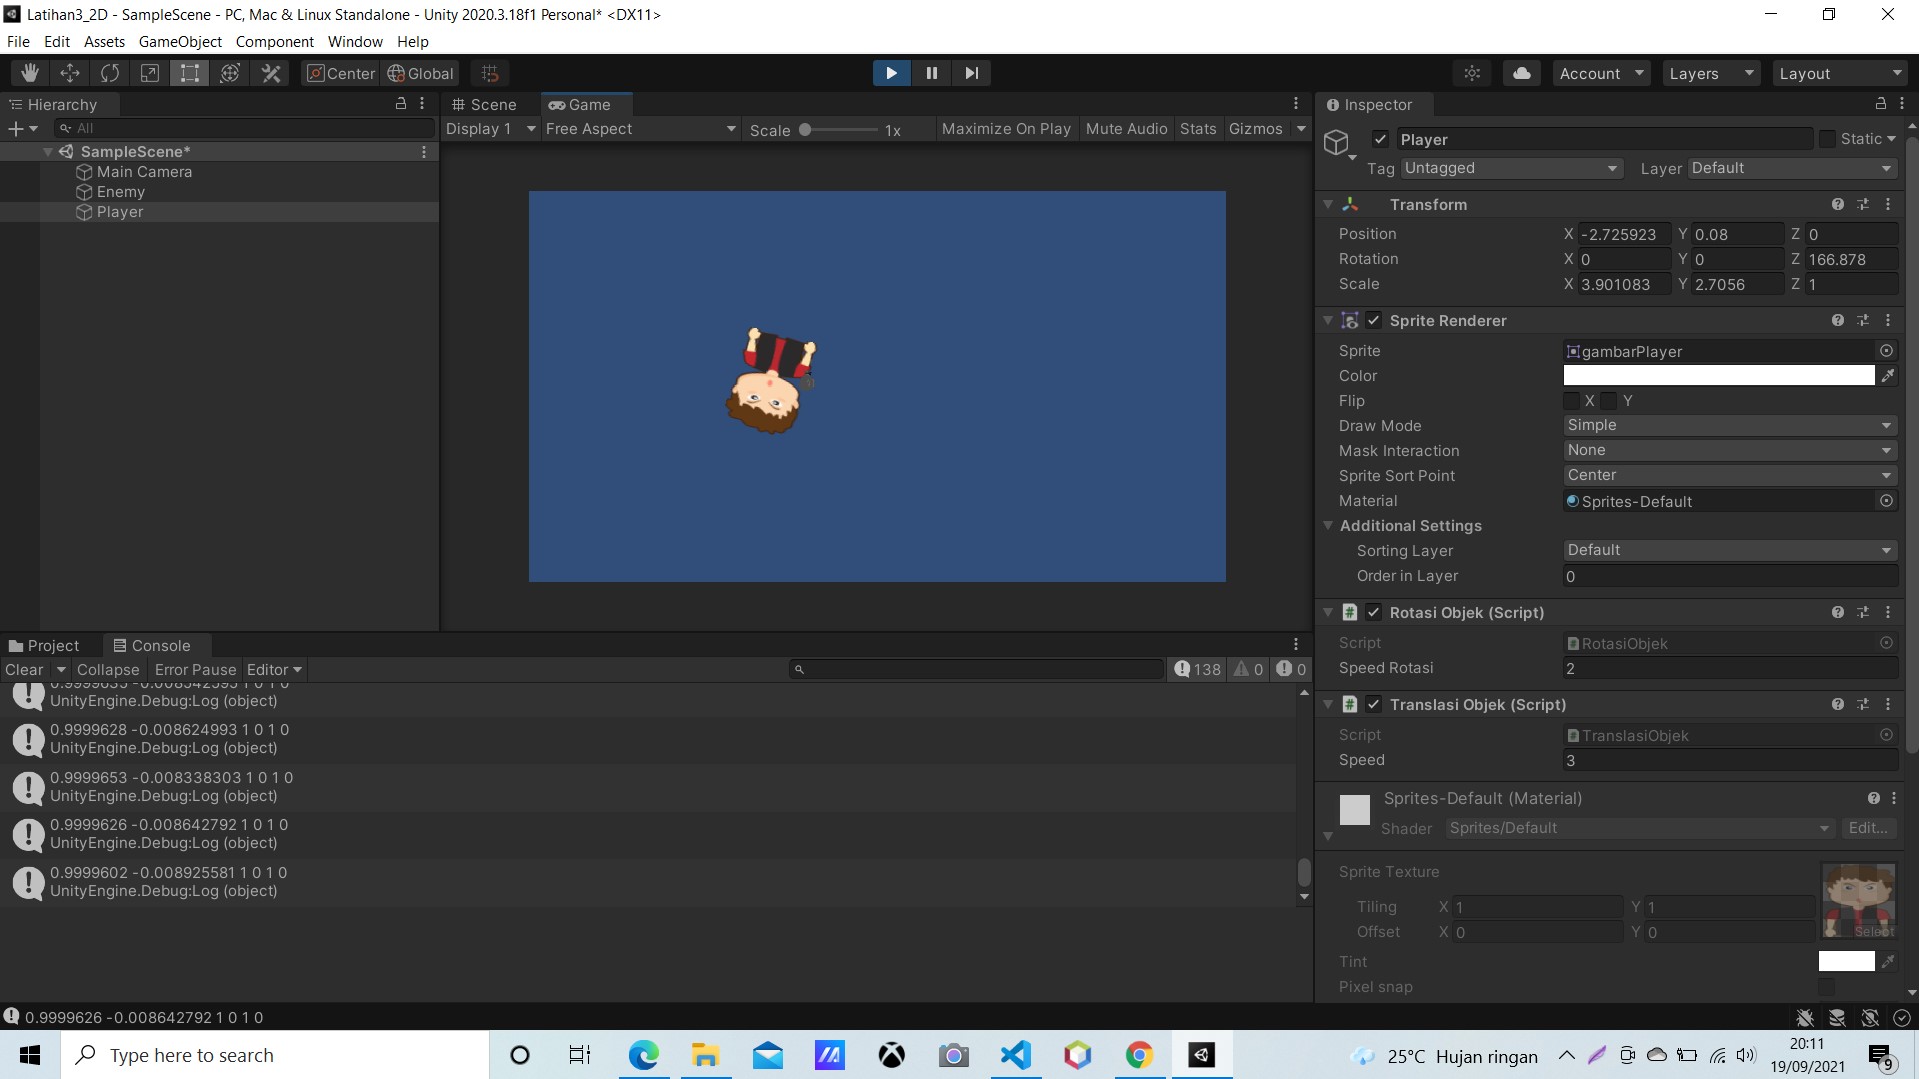 Latihan3_2D - SampleScene - PC, Mac & Linux Standalone - Unity 2020.3.18f1 Personal* <DX11>
File Edit Assets GameObject Component Window Help
Center Global Account Layers Layout
Hierarchy
All
SampleScene*
Main Camera
Enemy
Player
Scene Game
Display 1 Free Aspect Scale 1x Maximize On Play Mute Audio Stats Gizmos
Inspector
Player Static
Tag Untagged Layer Default
Transform
Position X -2.725923 Y 0.08 Z 0
Rotation X 0 Y 0 Z 166.878
Scale X 3.901083 Y 2.7056 Z 1
Sprite Renderer
Sprite gambarPlayer
Color
Flip X Y
Draw Mode Simple
Mask Interaction None
Sprite Sort Point Center
Material Sprites-Default
Additional Settings
Sorting Layer Default
Order in Layer 0
Rotasi Objek (Script)
Script RotasiObjek
Speed Rotasi 2
Translasi Objek (Script)
Script TranslasiObjek
Speed 3
Sprites-Default (Material)
Shader Sprites/Default Edit...
Sprite Texture
Tiling X 1 Y 1
Offset X 0 Y 0
Select
Tint
Pixel snap
Project Console
Clear Collapse Error Pause Editor 138 0 0
UnityEngine.Debug:Log (object)
0.9999628 -0.008624993 1 0 1 0
UnityEngine.Debug:Log (object)
0.9999653 -0.008338303 1 0 1 0
UnityEngine.Debug:Log (object)
0.9999626 -0.008642792 1 0 1 0
UnityEngine.Debug:Log (object)
0.9999602 -0.008925581 1 0 1 0
UnityEngine.Debug:Log (object)
0.9999626 -0.008642792 1 0 1 0
Type here to search
25°C Hujan ringan
20:11
19/09/2021
9